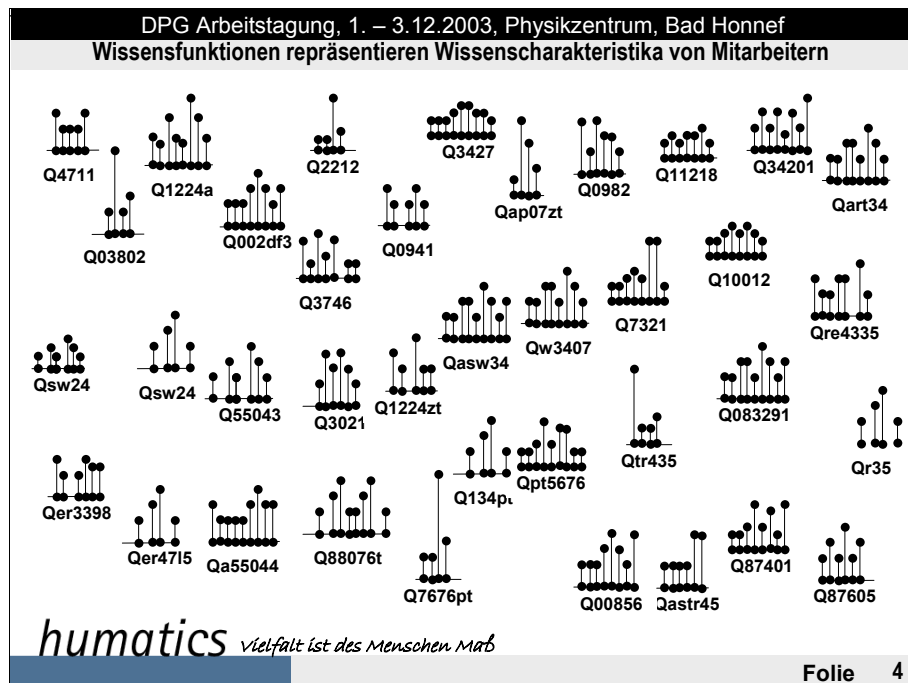 DPG Arbeitstagung, 1. – 3.12.2003, Physikzentrum, Bad Honnef
Wissensfunktionen repräsentieren Wissenscharakteristika von Mitarbeitern
Q4711
Q1224a
Q2212
Q3427
Q0982
Q11218
Q34201
Qart34
Qap07zt
Q03802
Q002df3
Q0941
Q3746
Q10012
Q7321
Qre4335
Qasw34
Qw3407
Qsw24
Qsw24
Q55043
Q3021
Q1224zt
Q083291
Qtr435
Qr35
Qer3398
Q134pt
Qpt5676
Qer47l5
Qa55044
Q88076t
Q7676pt
Q00856
Qastr45
Q87401
Q87605
humatics Vielfalt ist des Menschen Maß
Folie 4